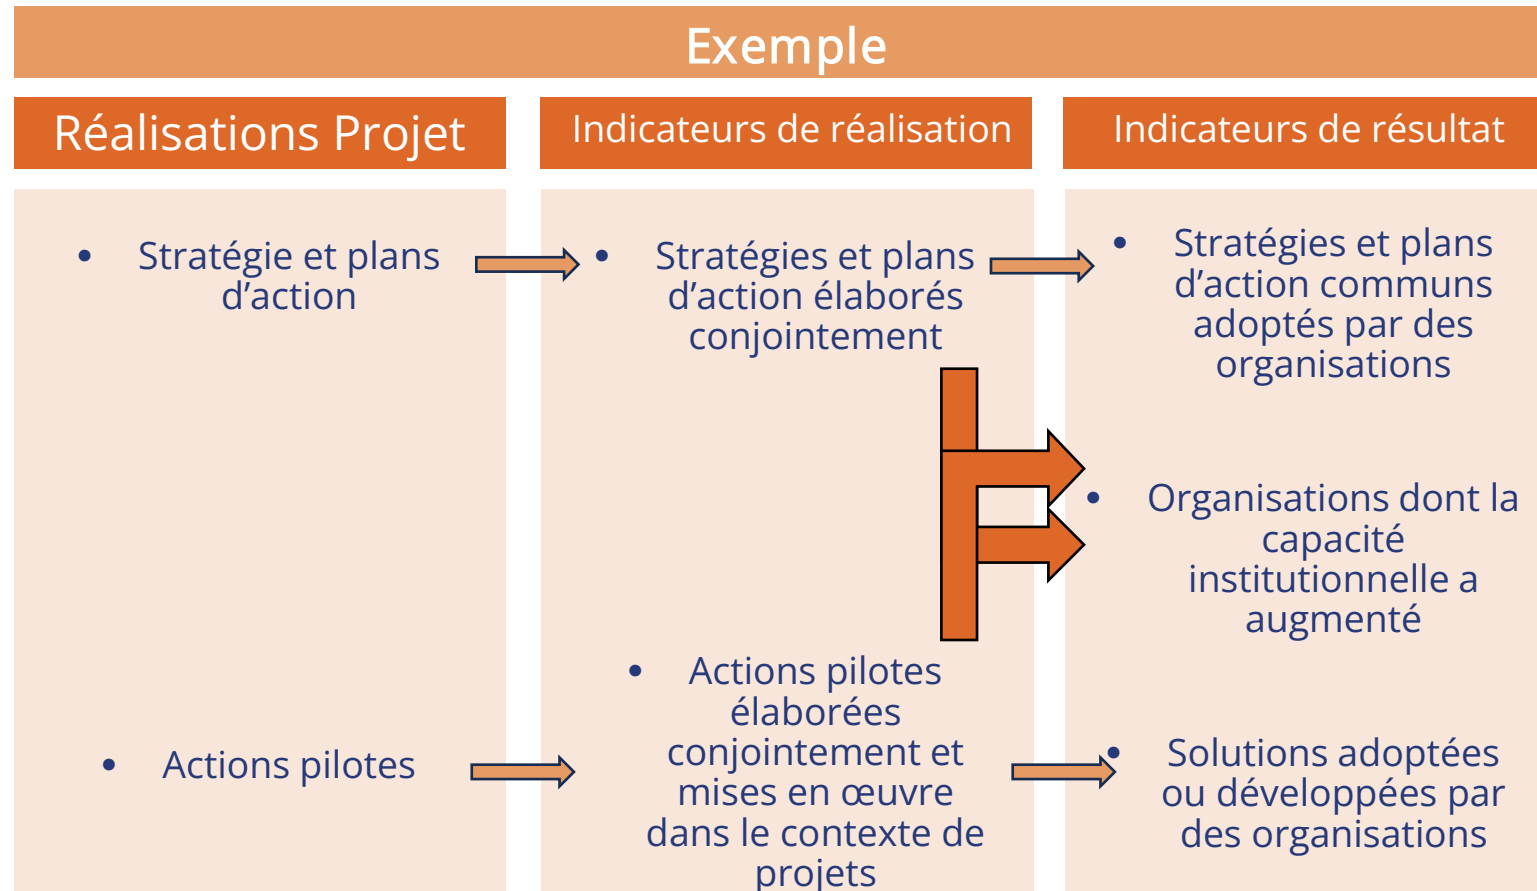 Exemple
Réalisations Projet
Indicateurs de réalisation
Indicateurs de résultat
• Stratégie et plans
d’action
• Stratégies et plans
d’action élaborés
conjointement
• Stratégies et plans
d’action communs
adoptés par des
organisations
• Organisations dont la
capacité
institutionnelle a
augmenté
• Actions pilotes
• Actions pilotes
élaborées
conjointement et
mises en œuvre
dans le contexte de
projets
• Solutions adoptées
ou développées par
des organisations